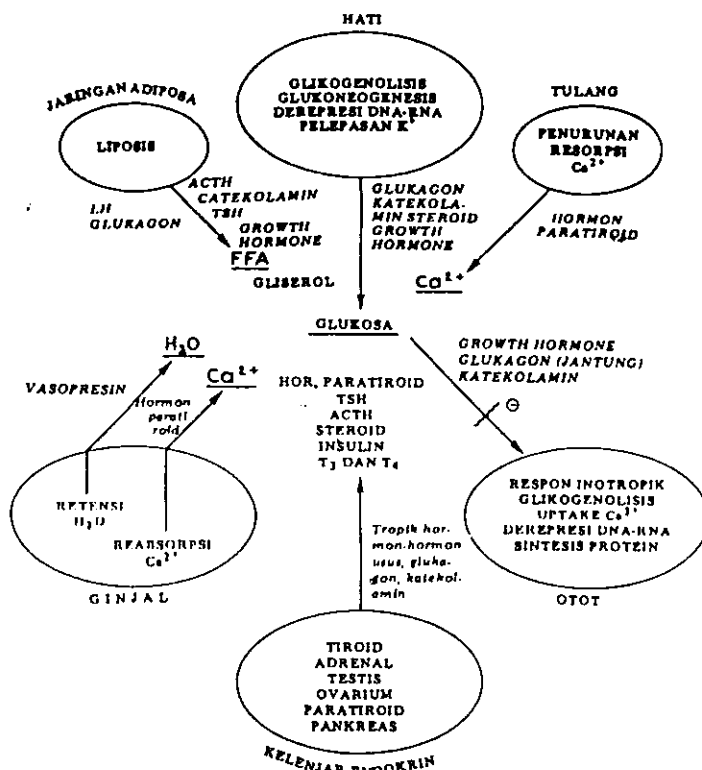 HATI
GLIKOGENOLISIS
GLUKONEOGENESIS
DEREPRESI DNA-RNA
PELEPASAN K⁺
JARINGAN ADIPOSA
LIPOSIS
TULANG
PENURUNAN
RESORPSI
Ca²⁺
ACTH
CATEKOLAMIN
TSH
GROWTH
HORMONE
LH
GLUKAGON
FFA
GLISEROL
GLUKAGON
KATEKOLA-
MIN STEROID
GROWTH
HORMONE
HORMON
PARATIROID
Ca²⁺
GLUKOSA
GROWTH HORMONE
GLUKAGON (JANTUNG)
KATEKOLAMIN
⊖
H₂O
Ca²⁺
VASOPRESIN
Hormon
parati
roid
RETENSI
H₂O
REABSORPSI
Ca²⁺
GINJAL
HOR, PARATIROID
TSH
ACTH
STEROID
INSULIN
T₃ DAN T₄
RESPON INOTROPIK
GLIKOGENOLISIS
UPTAKE Ca²⁺
DEREPRESI DNA-RNA
SINTESIS PROTEIN
OTOT
Tropik hor-
mon-hormon
usus, gluka-
gon, katekol-
amin
TIROID
ADRENAL
TESTIS
OVARIUM
PARATIROID
PANKREAS
KELENJAR